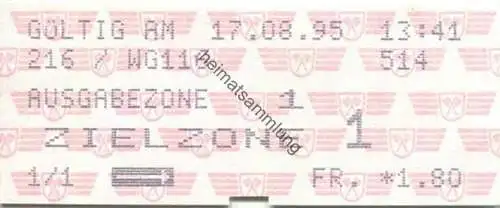 GÜLTIG AM 17.08.95 13:41
216 / WG110 514
AUSGABEZONE 1
ZIELZONE 1
1/1 FR. *1.80
heimatsammlung